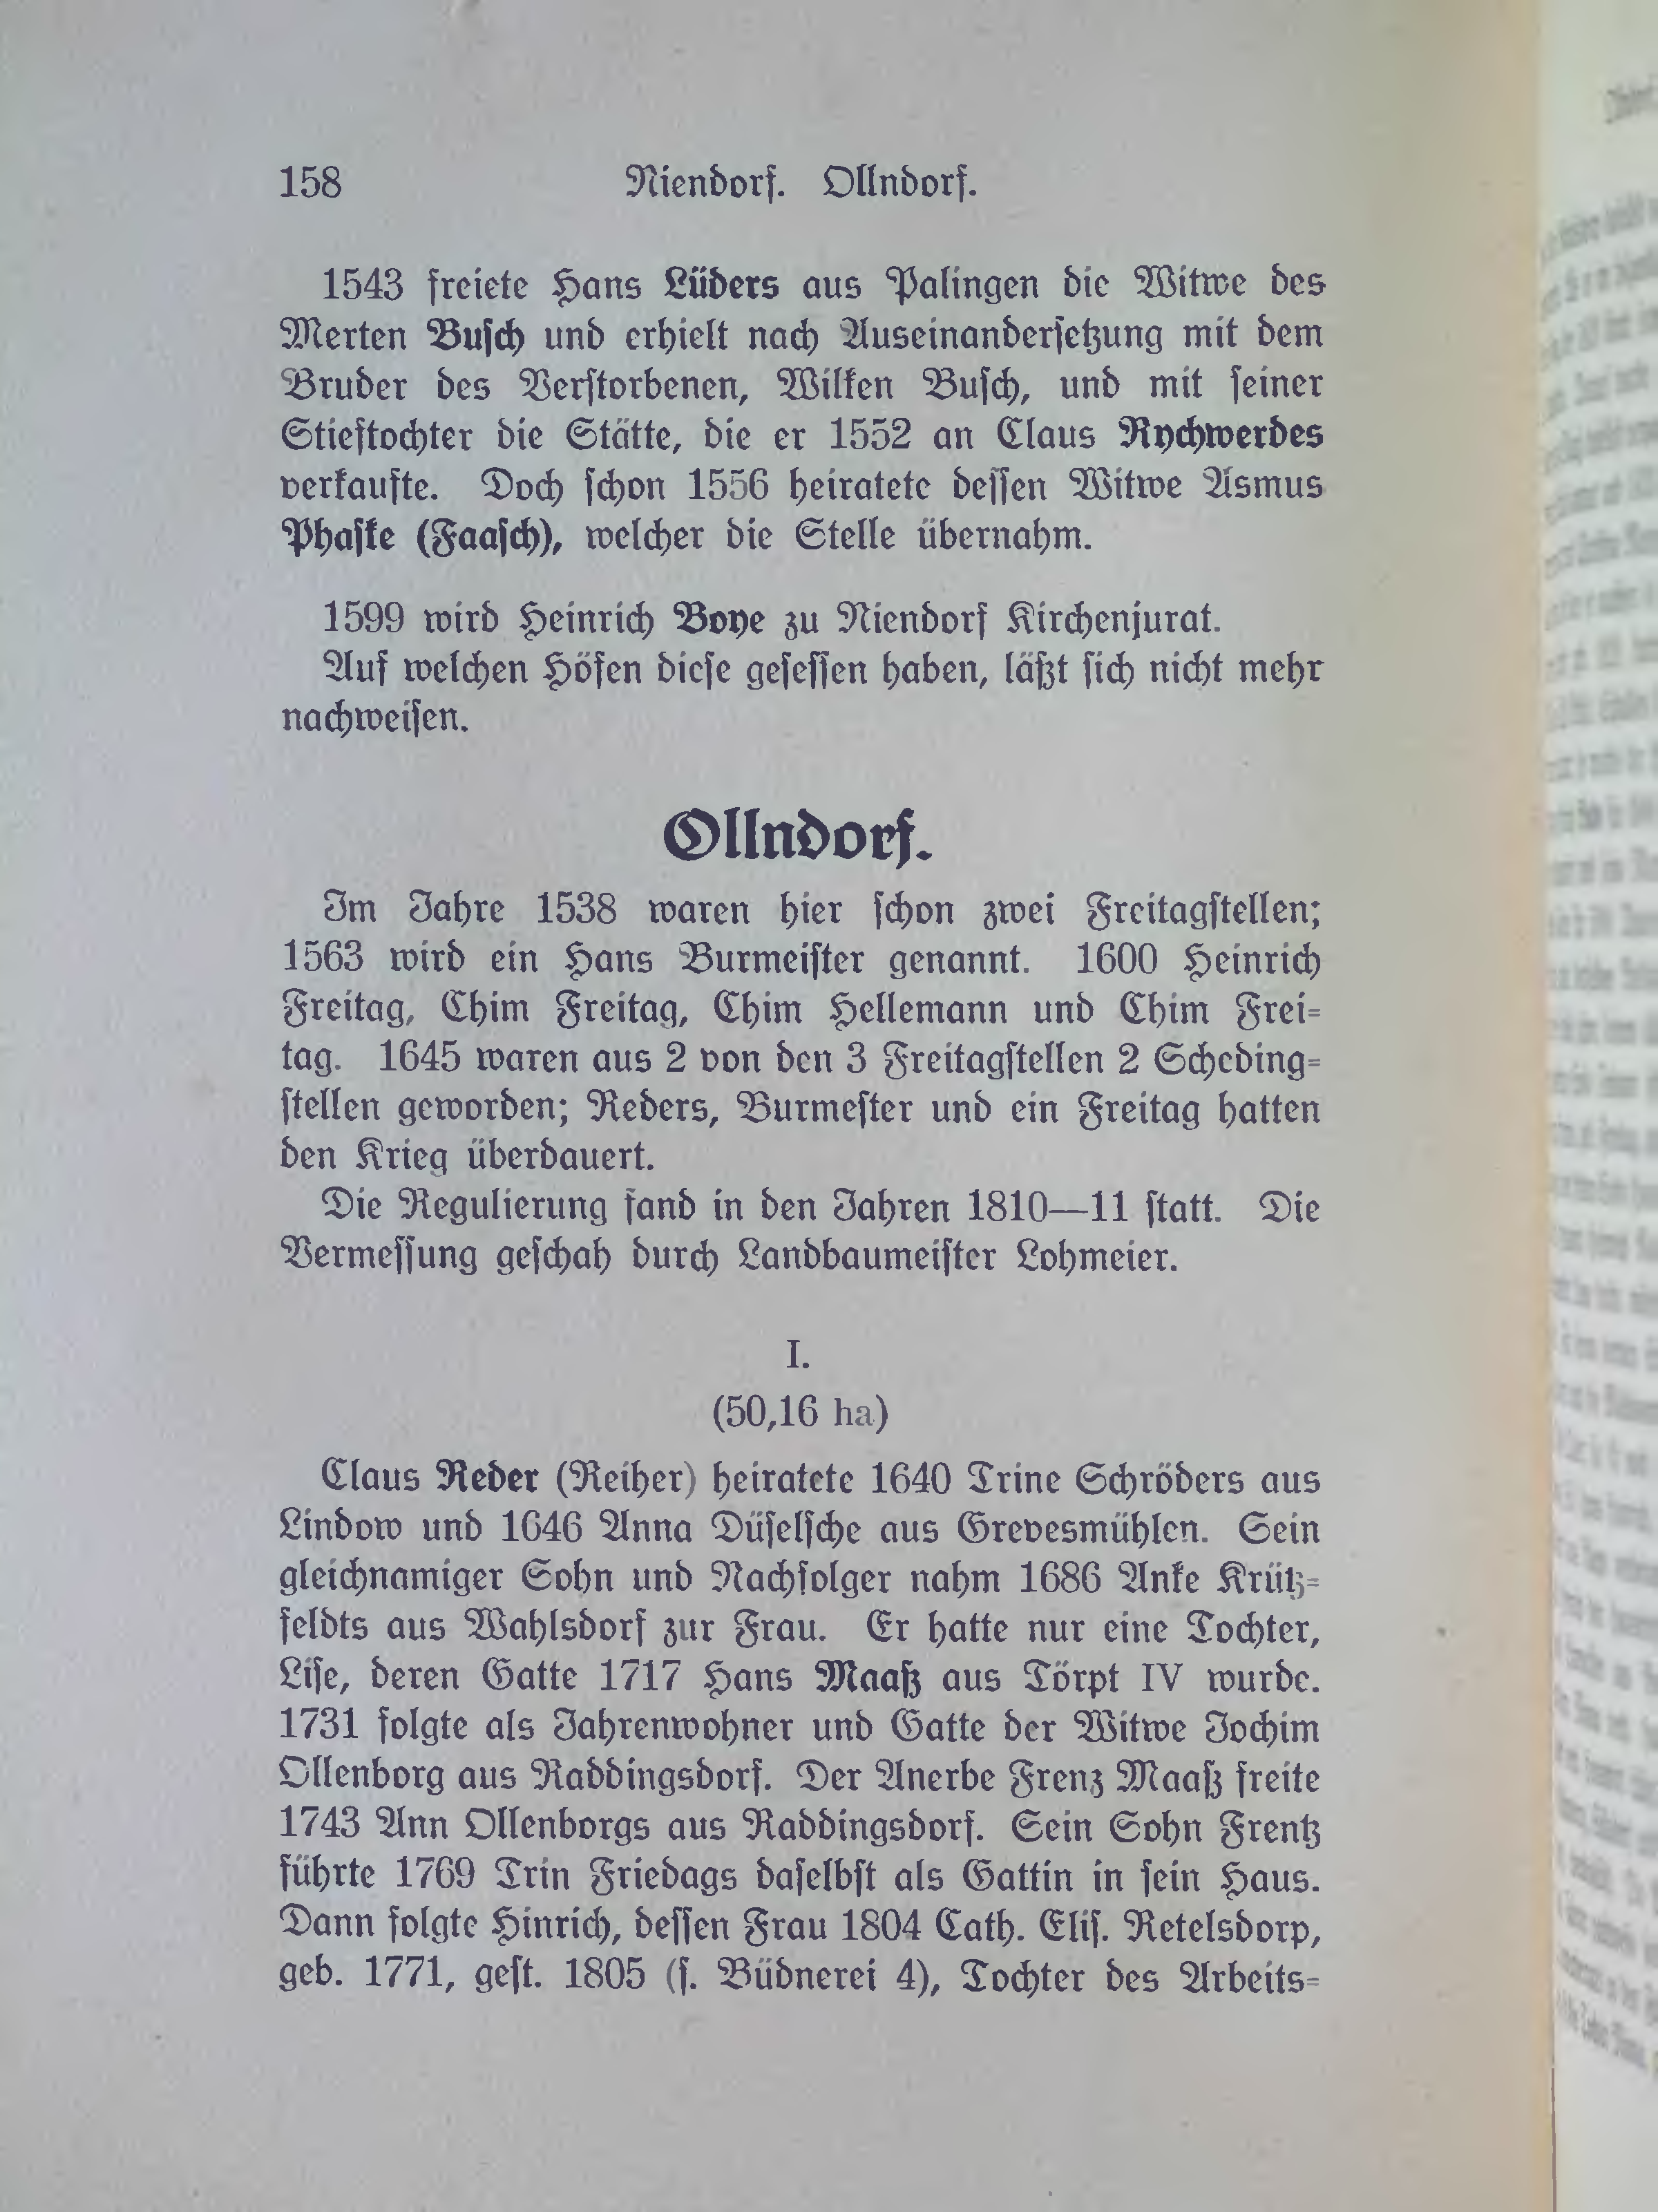 158 Niendorf. Ollndorf.
1543 freiete Hans Lüders aus Palingen die Witwe des
Merten Buſch und erhielt nach Auseinanderſetzung mit dem
Bruder des Verſtorbenen, Wilken Buſch, und mit ſeiner
Stieftochter die Stätte, die er 1552 an Claus Rychwerdes
verkaufte. Doch ſchon 1556 heiratete deſſen Witwe Asmus
Phaſke (Faaſch), welcher die Stelle übernahm.
1599 wird Heinrich Boye zu Niendorf Kirchenjurat.
Auf welchen Höfen dieſe geſeſſen haben, läßt ſich nicht mehr
nachweiſen.
Ollndorf.
Im Jahre 1538 waren hier ſchon zwei Freitagſtellen;
1563 wird ein Hans Burmeiſter genannt. 1600 Heinrich
Freitag, Chim Freitag, Chim Hellemann und Chim Frei-
tag. 1645 waren aus 2 von den 3 Freitagſtellen 2 Scheding-
ſtellen geworden; Reders, Burmeſter und ein Freitag hatten
den Krieg überdauert.
Die Regulierung fand in den Jahren 1810—11 ſtatt. Die
Vermeſſung geſchah durch Landbaumeiſter Lohmeier.
I.
(50,16 ha)
Claus Reder (Reiher) heiratete 1640 Trine Schröders aus
Lindow und 1646 Anna Düſelſche aus Grevesmühlen. Sein
gleichnamiger Sohn und Nachfolger nahm 1686 Anke Krütz-
feldts aus Wahlsdorf zur Frau. Er hatte nur eine Tochter,
Liſe, deren Gatte 1717 Hans Maaß aus Törpt IV wurde.
1731 folgte als Jahrenwohner und Gatte der Witwe Jochim
Ollenborg aus Raddingsdorf. Der Anerbe Frenz Maaß freite
1743 Ann Ollenborgs aus Raddingsdorf. Sein Sohn Frentz
führte 1769 Trin Friedags daſelbſt als Gattin in ſein Haus.
Dann folgte Hinrich, deſſen Frau 1804 Cath. Eliſ. Retelsdorp,
geb. 1771, geſt. 1805 (ſ. Büdnerei 4), Tochter des Arbeits-